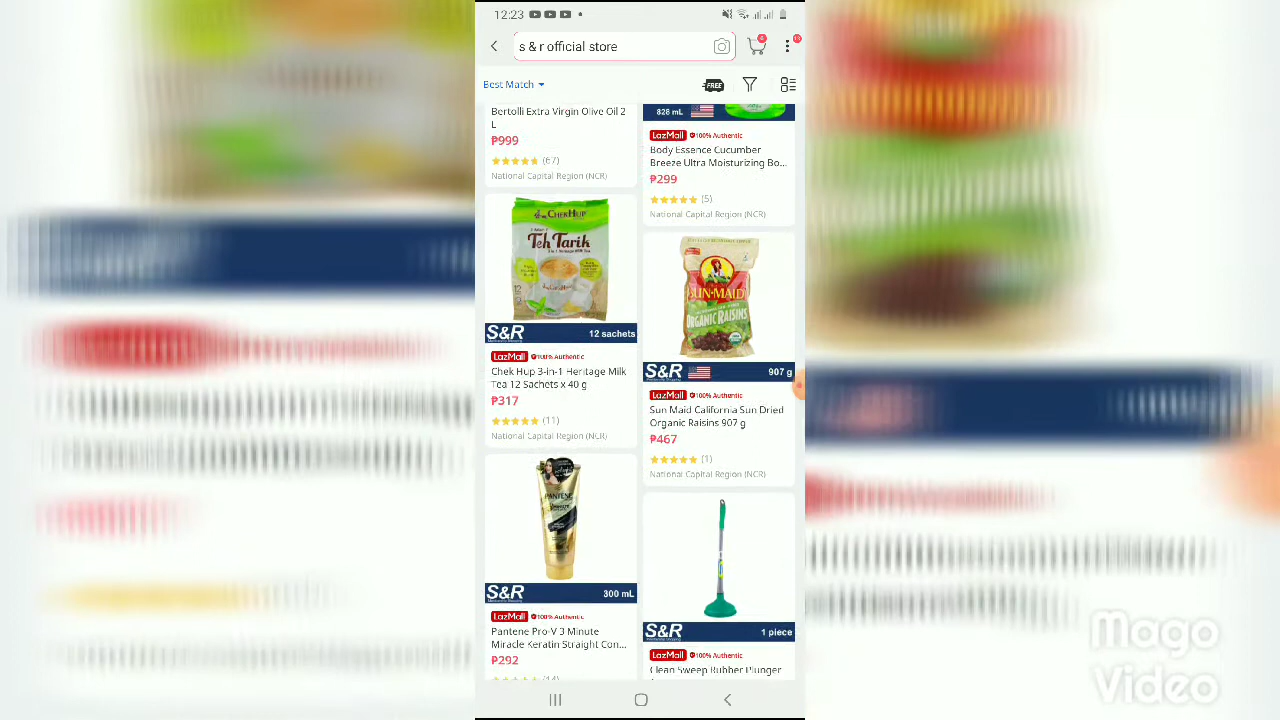 12:23
s & r official store
4
Best Match
FREE
Bertolli Extra Virgin Olive Oil 2
L
₱999
(67)
National Capital Region (NCR)
CHEKHUP
Teh Tarik
S&R
12 sachets
LazMall 100% Authentic
Chek Hup 3-in-1 Heritage Milk
Tea 12 Sachets x 40 g
₱317
(11)
National Capital Region (NCR)
PANTENE
S&R
300 mL
LazMall 100% Authentic
Pantene Pro-V 3 Minute
Miracle Keratin Straight Con...
₱292
(14)
828 mL
LazMall 100% Authentic
Body Essence Cucumber
Breeze Ultra Moisturizing Bo...
₱299
(5)
National Capital Region (NCR)
SUN-MAID
ORGANIC RAISINS
S&R
907 g
LazMall 100% Authentic
Sun Maid California Sun Dried
Organic Raisins 907 g
₱467
(1)
National Capital Region (NCR)
S&R
1 piece
LazMall 100% Authentic
Clean Sweep Rubber Plunger
Mago
Video